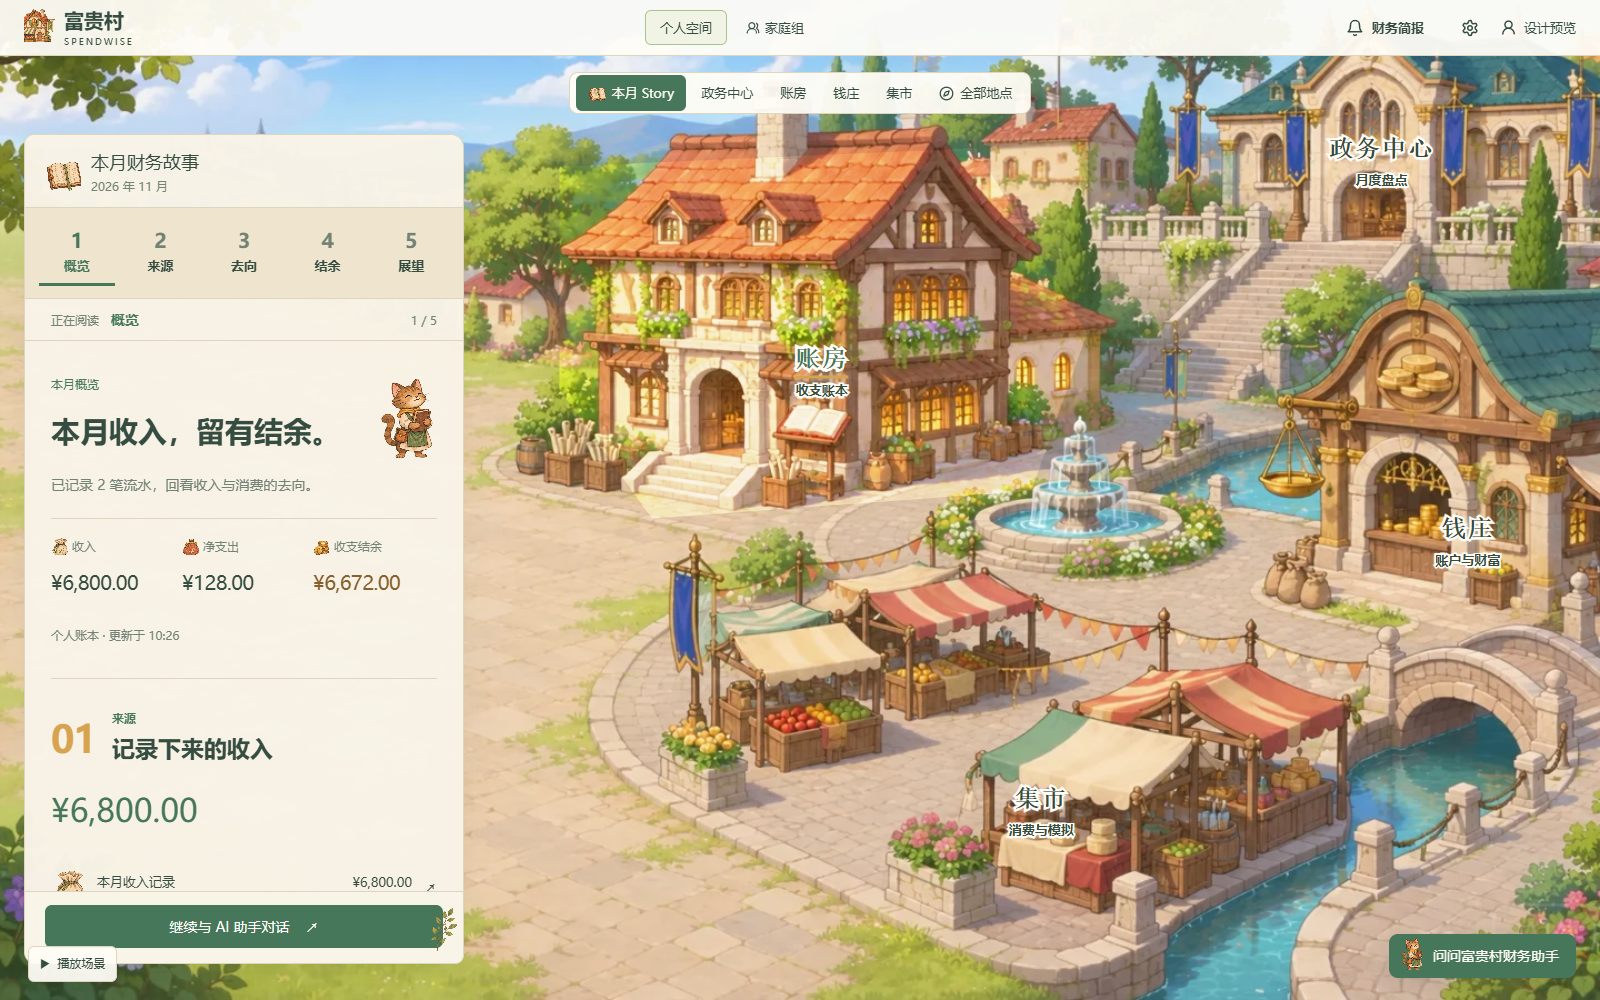 富贵村
SPENDWISE
个人空间
家庭组
财务简报
设计预览
本月 Story
政务中心
账房
钱庄
集市
全部地点
本月财务故事
2026 年 11 月
1
概览
2
来源
3
去向
4
结余
5
展望
正在阅读 概览
1 / 5
本月概览
本月收入，留有结余。
已记录 2 笔流水，回看收入与消费的去向。
收入
¥6,800.00
净支出
¥128.00
收支结余
¥6,672.00
个人账本 · 更新于 10:26
01
来源
记录下来的收入
¥6,800.00
本月收入记录
¥6,800.00
继续与 AI 助手对话
播放场景
政务中心
月度盘点
账房
收支账本
钱庄
账户与财富
集市
消费与模拟
问问富贵村财务助手